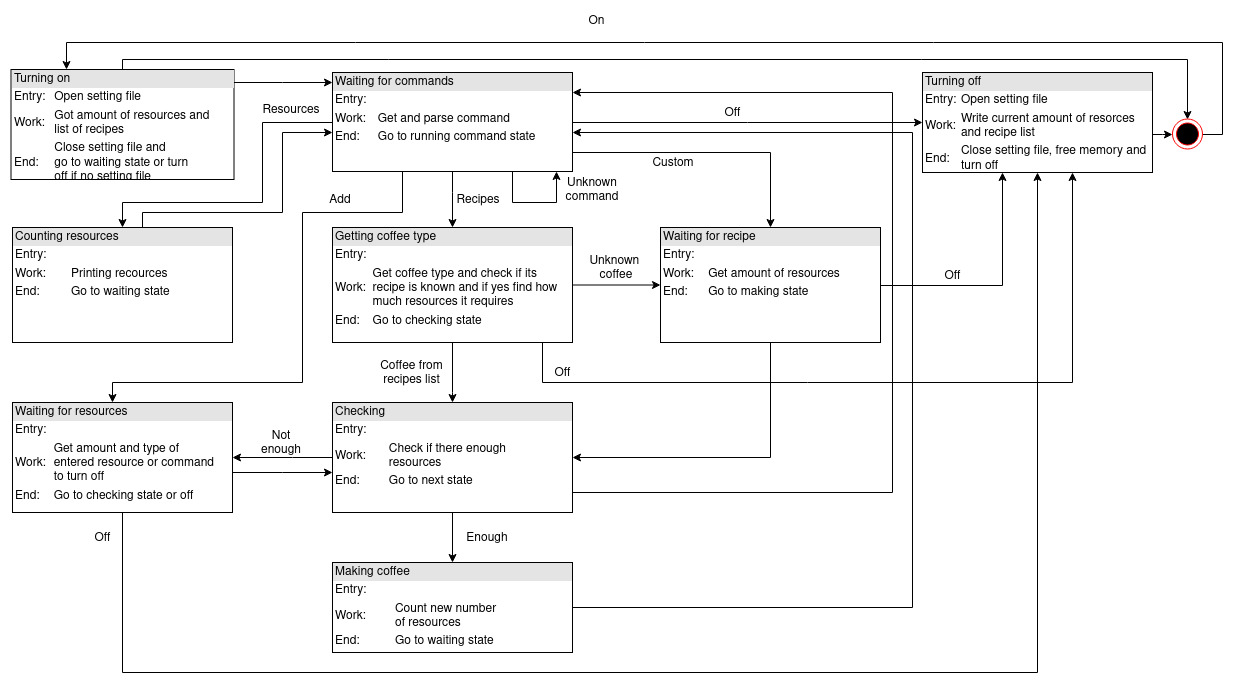 On
Turning on
Entry: Open setting file
Work: Got amount of resources and
list of recipes
End: Close setting file and
go to waiting state or turn
off if no setting file
Resources
Waiting for commands
Entry:
Work: Get and parse command
End: Go to running command state
Off
Custom
Turning off
Entry: Open setting file
Work: Write current amount of resorces
and recipe list
End: Close setting file, free memory and
turn off
Add
Recipes
Unknown
command
Counting resources
Entry:
Work: Printing recources
End: Go to waiting state
Getting coffee type
Entry:
Work: Get coffee type and check if its
recipe is known and if yes find how
much resources it requires
End: Go to checking state
Unknown
coffee
Waiting for recipe
Entry:
Work: Get amount of resources
End: Go to making state
Off
Coffee from
recipes list
Off
Waiting for resources
Entry:
Work: Get amount and type of
entered resource or command
to turn off
End: Go to checking state or off
Not
enough
Checking
Entry:
Work: Check if there enough
resources
End: Go to next state
Off
Enough
Making coffee
Entry:
Work: Count new number
of resources
End: Go to waiting state